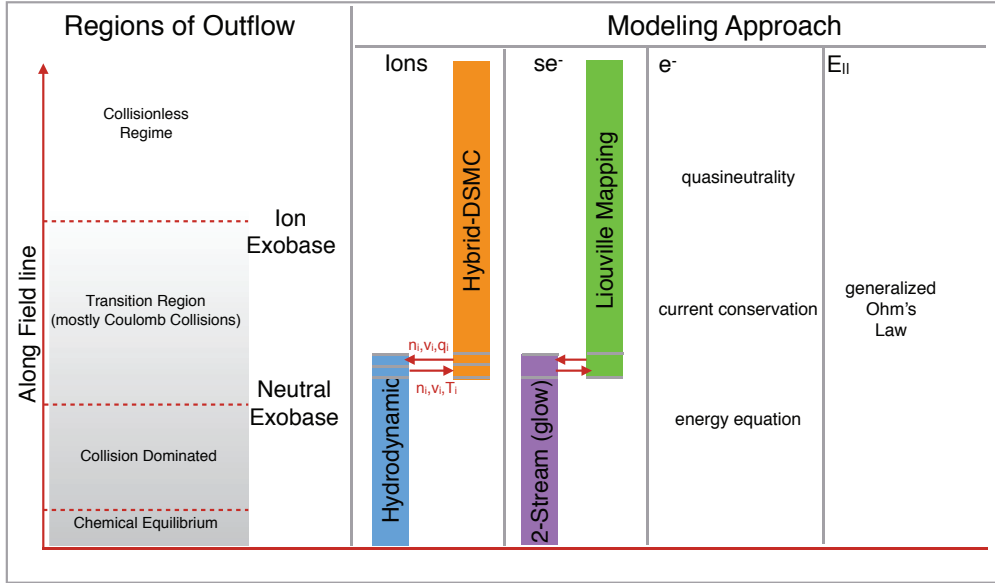 Regions of Outflow
Modeling Approach
Ions
se⁻
e⁻
E||
Along Field line
Collisionless
Regime
Ion
Exobase
Transition Region
(mostly Coulomb Collisions)
Neutral
Exobase
Collision Dominated
Chemical Equilibrium
Hybrid-DSMC
nᵢ,vᵢ,qᵢ
nᵢ,vᵢ,Tᵢ
Hydrodynamic
Liouville Mapping
2-Stream (glow)
quasineutrality
current conservation
energy equation
generalized
Ohm's
Law